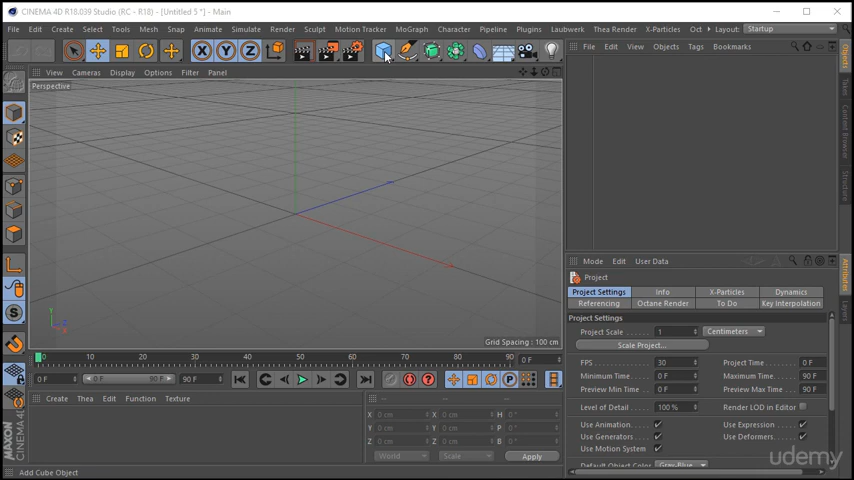 CINEMA 4D R18.039 Studio (RC - R18) - [Untitled 5 *] - Main
File Edit Create Select Tools Mesh Snap Animate Simulate Render Sculpt Motion Tracker MoGraph Character Pipeline Plugins Laubwerk Thea Render X-Particles Oct Layout: Startup
X Y Z
File Edit View Objects Tags Bookmarks
View Cameras Display Options Filter Panel
Perspective
Y
Z
X
Grid Spacing : 100 cm
Objects
Takes
Content Browser
Structure
Mode Edit User Data
Project
Project Settings Info X-Particles Dynamics
Referencing Octane Render To Do Key Interpolation
Project Settings
Project Scale 1 Centimeters
Scale Project...
FPS 30 Project Time 0 F
Minimum Time 0 F Maximum Time 90 F
Preview Min Time 0 F Preview Max Time 90 F
Level of Detail 100 % Render LOD in Editor
Use Animation Use Expression
Use Generators Use Deformers
Use Motion System
Default Object Color Gray-Blue
Attributes
Layers
0 10 20 30 40 50 60 70 80 90 0 F
0 F 0 F 90 F 90 F
P
S
Create Thea Edit Function Texture
-- -- --
X 0 cm X 0 cm H 0 °
Y 0 cm Y 0 cm P 0 °
Z 0 cm Z 0 cm B 0 °
World Scale Apply
MAXON
CINEMA 4D
Add Cube Object
udemy